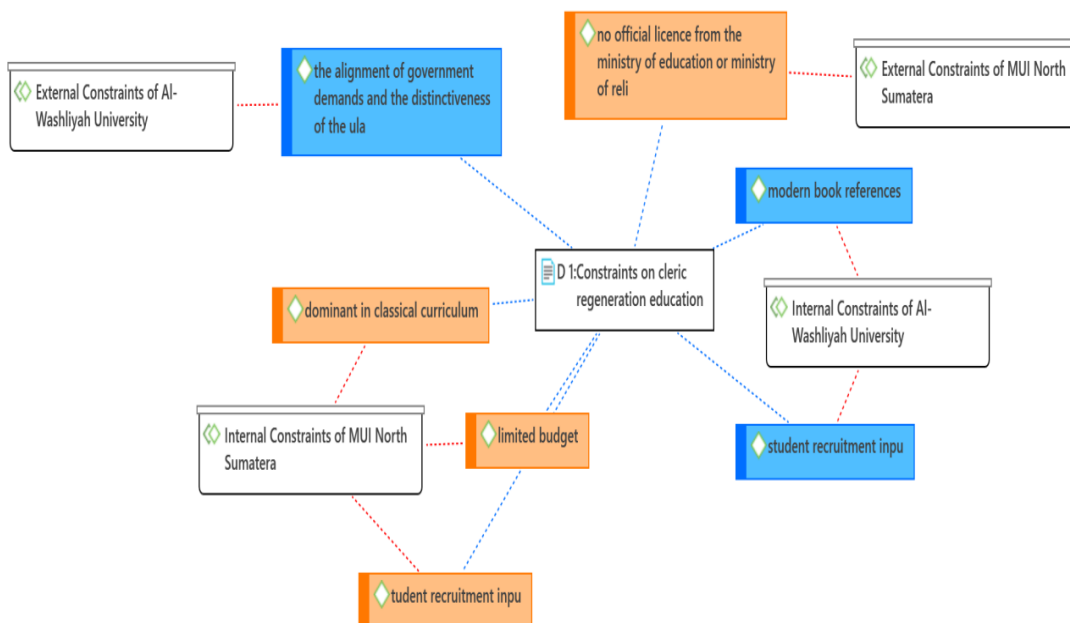 no official licence from the
ministry of education or ministry
of reli
External Constraints of Al-
Washliyah University
the alignment of government
demands and the distinctiveness
of the ula
External Constraints of MUI North
Sumatera
modern book references
D 1:Constraints on cleric
regeneration education
dominant in classical curriculum
Internal Constraints of Al-
Washliyah University
Internal Constraints of MUI North
Sumatera
limited budget
student recruitment inpu
tudent recruitment inpu